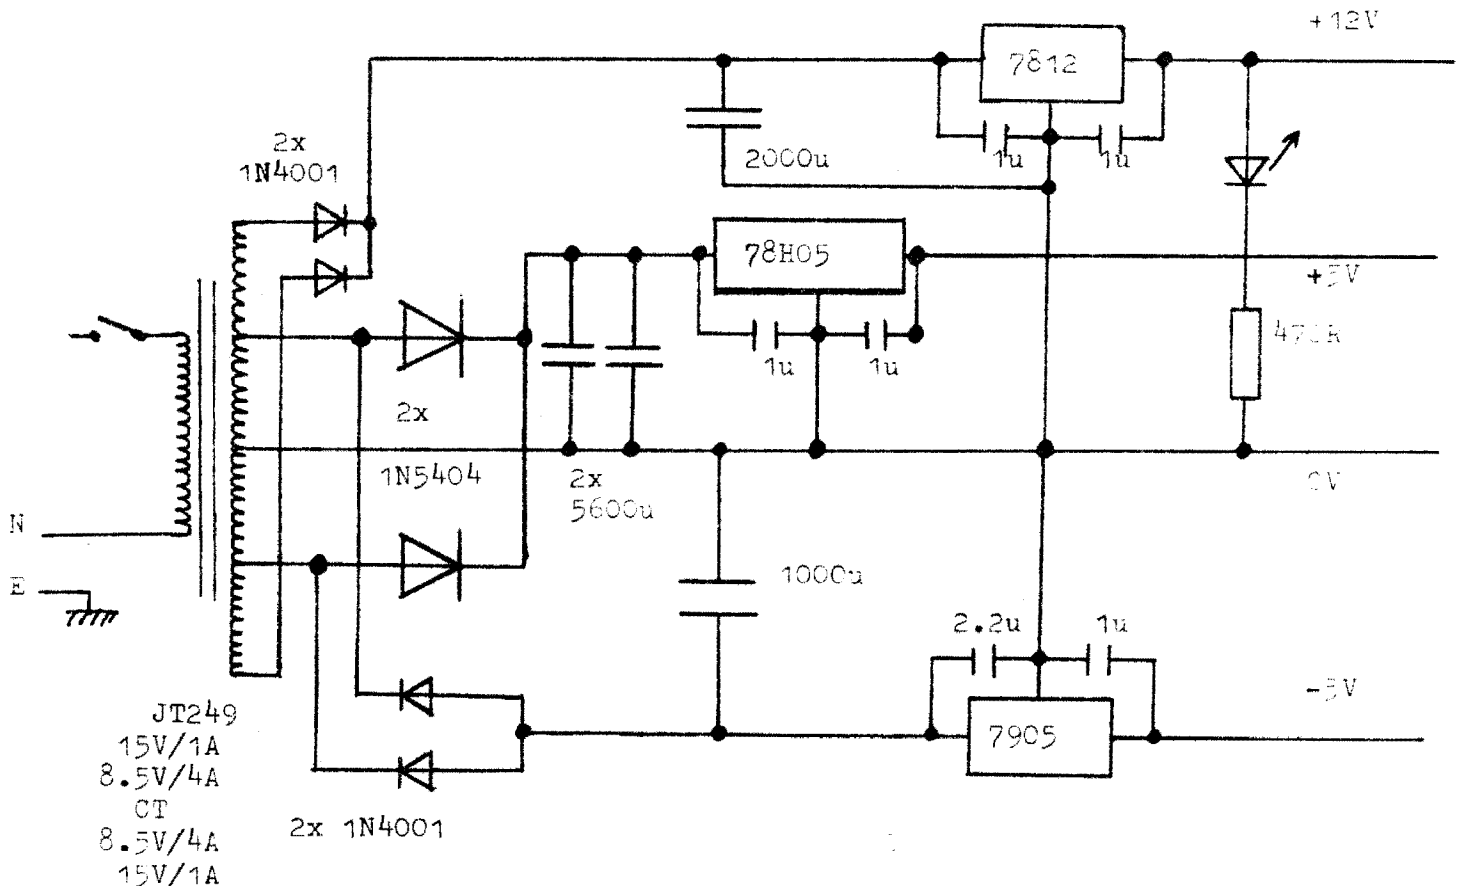 +12V
7812
2x
1N4001
2000u
1u
1u
78H05
+5V
470R
1u
1u
2x
1N5404
2x
5600u
0V
N
1000u
E
2.2u
1u
-5V
7905
JT249
15V/1A
8.5V/4A
CT
8.5V/4A
15V/1A
2x 1N4001